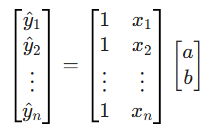 ŷ₁ = 1 x₁ a
ŷ₂ 1 x₂ b
⋮ ⋮ ⋮
ŷₙ 1 xₙ